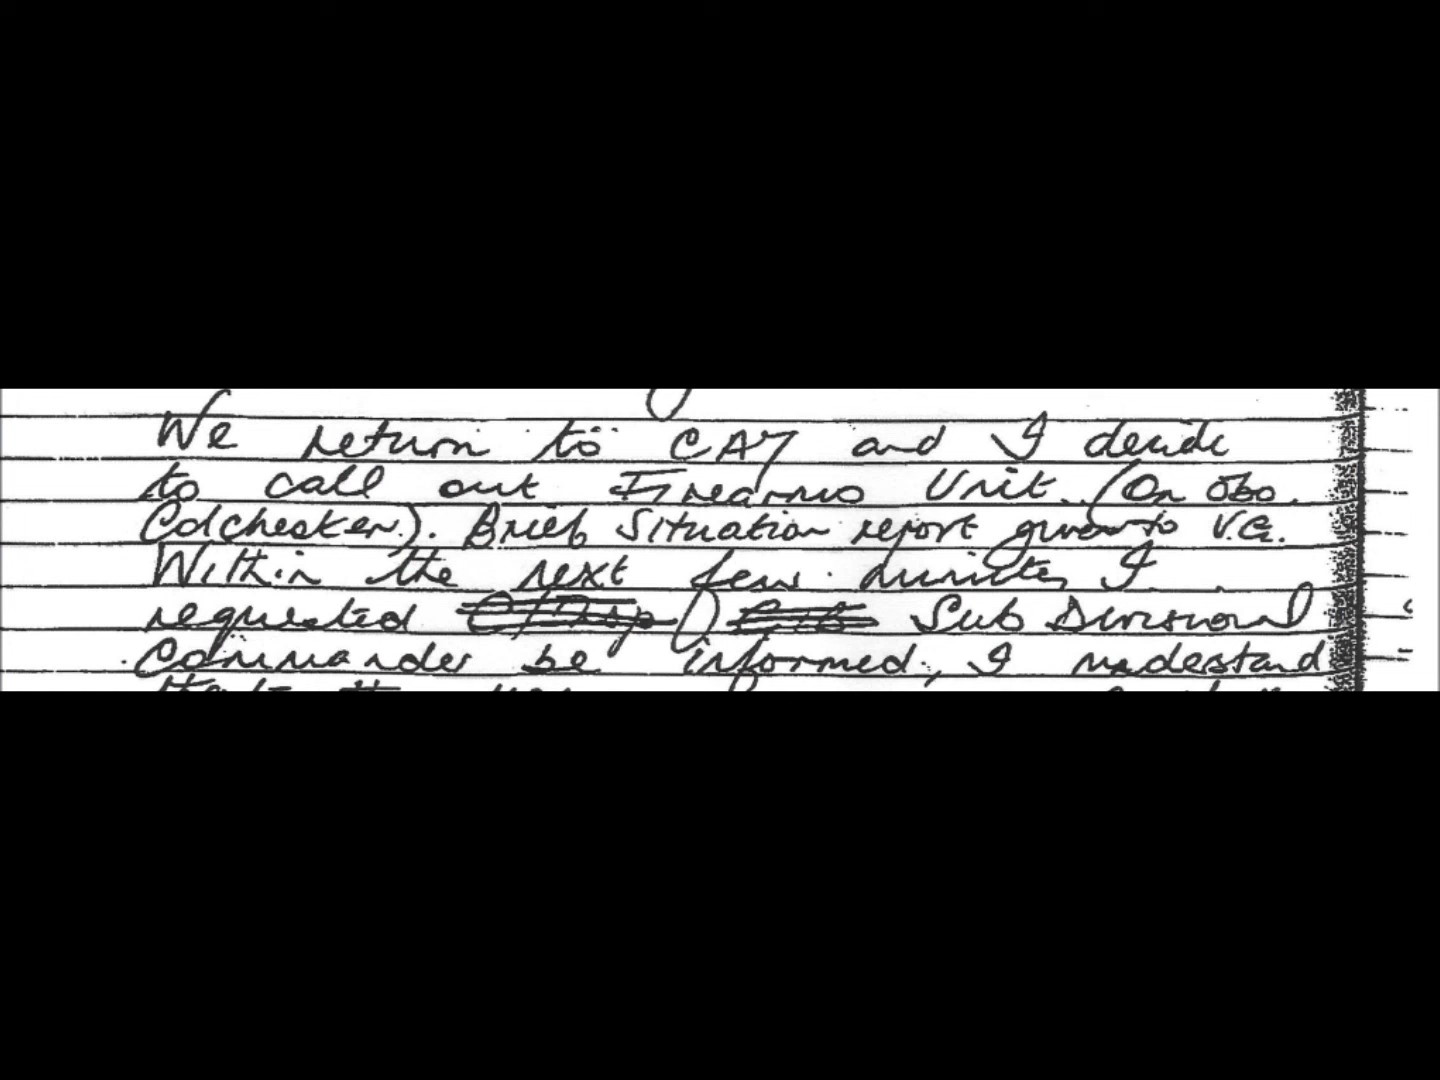 We return to CA7 and I decide
to call out Firearms Unit. (On Obo.
Colchester). Brief Situation report given to V.G.
Within the next few minutes I
requested Sub Divisional
Commander be informed, I undestand